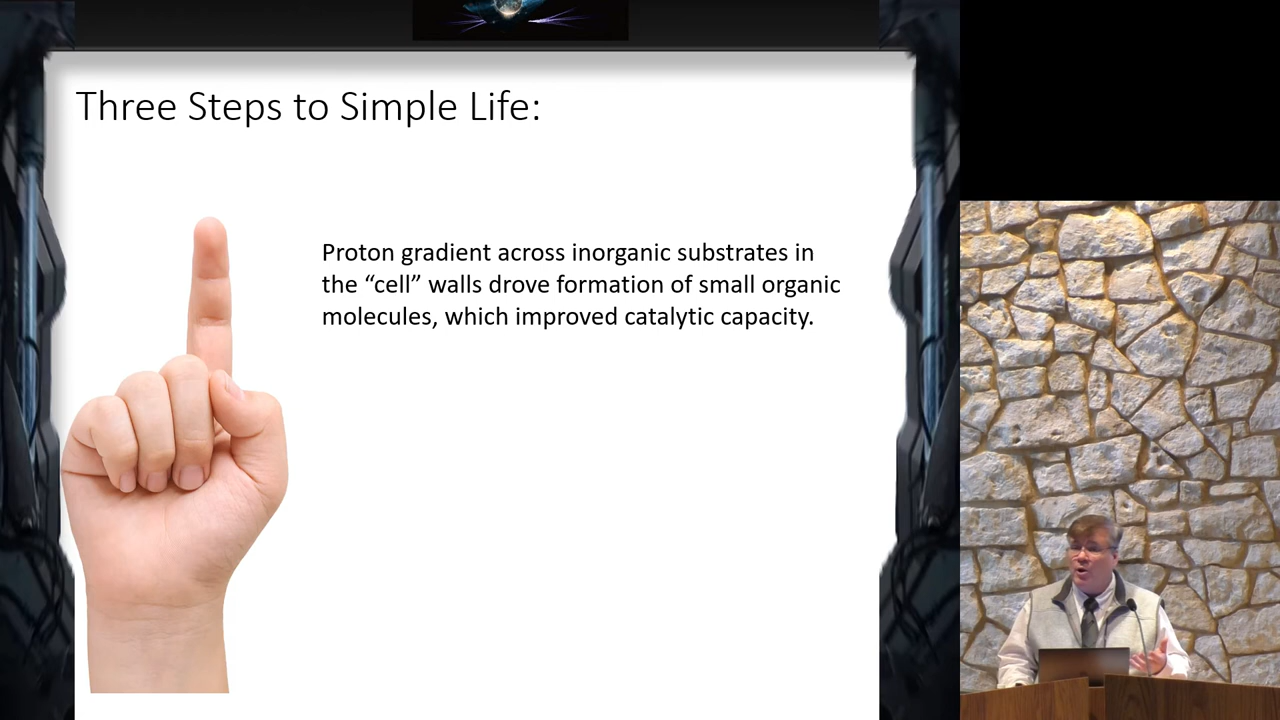 Three Steps to Simple Life:
Proton gradient across inorganic substrates in
the “cell” walls drove formation of small organic
molecules, which improved catalytic capacity.